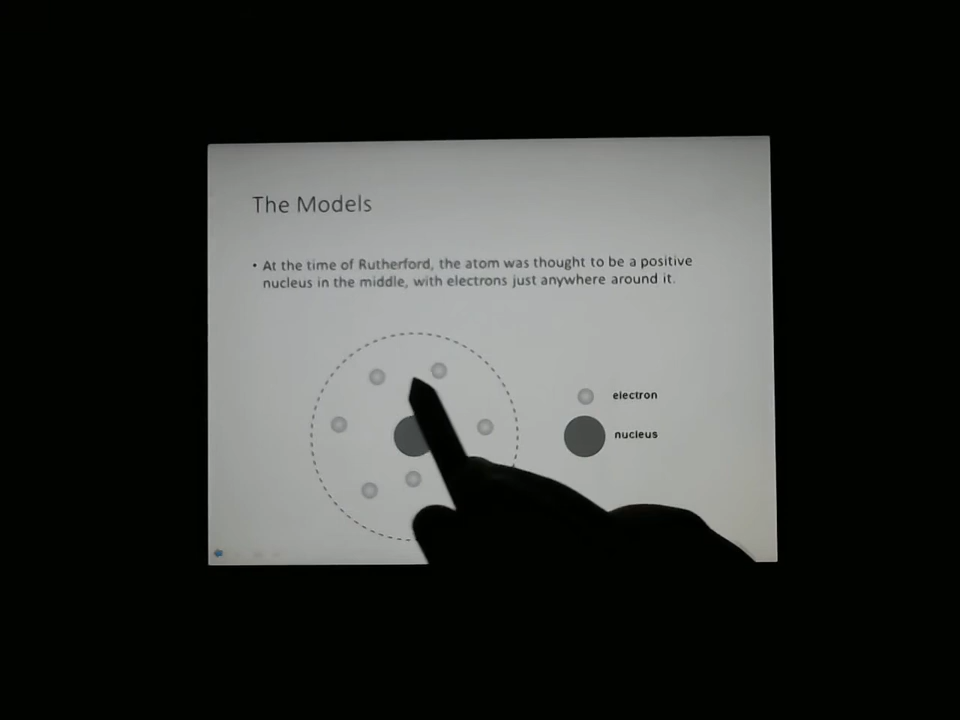 The Models
• At the time of Rutherford, the atom was thought to be a positive
nucleus in the middle, with electrons just anywhere around it.
electron
nucleus